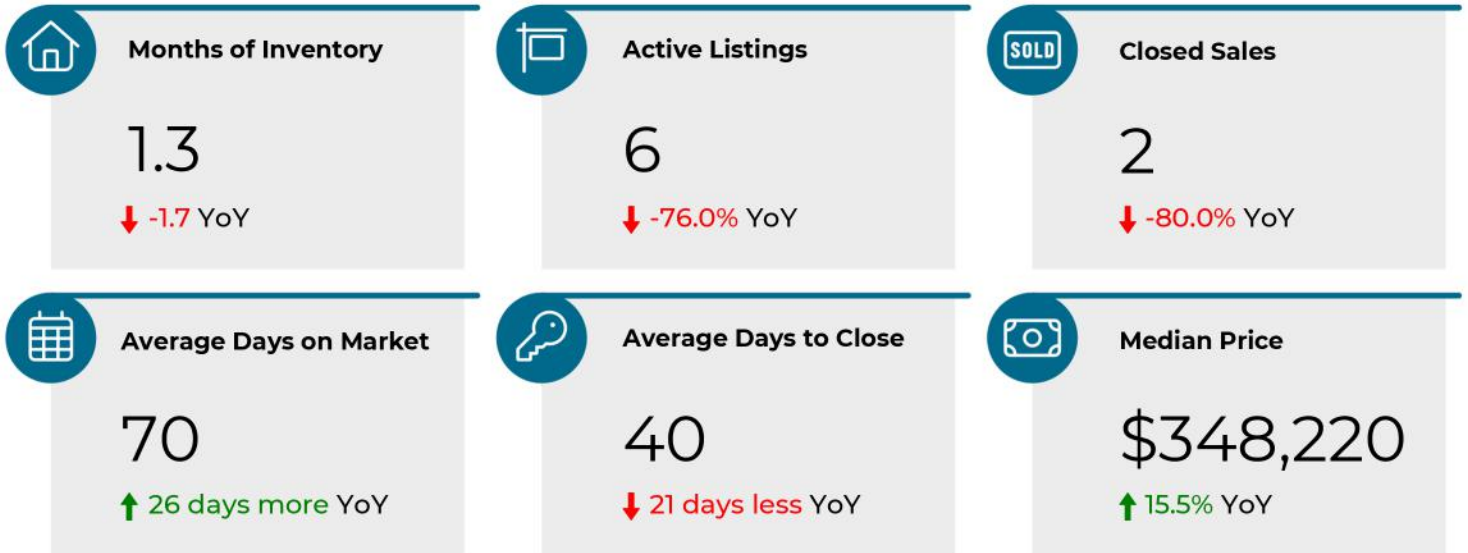 Months of Inventory
1.3
-1.7 YoY
Active Listings
6
-76.0% YoY
SOLD
Closed Sales
2
-80.0% YoY
Average Days on Market
70
26 days more YoY
Average Days to Close
40
21 days less YoY
Median Price
$348,220
15.5% YoY